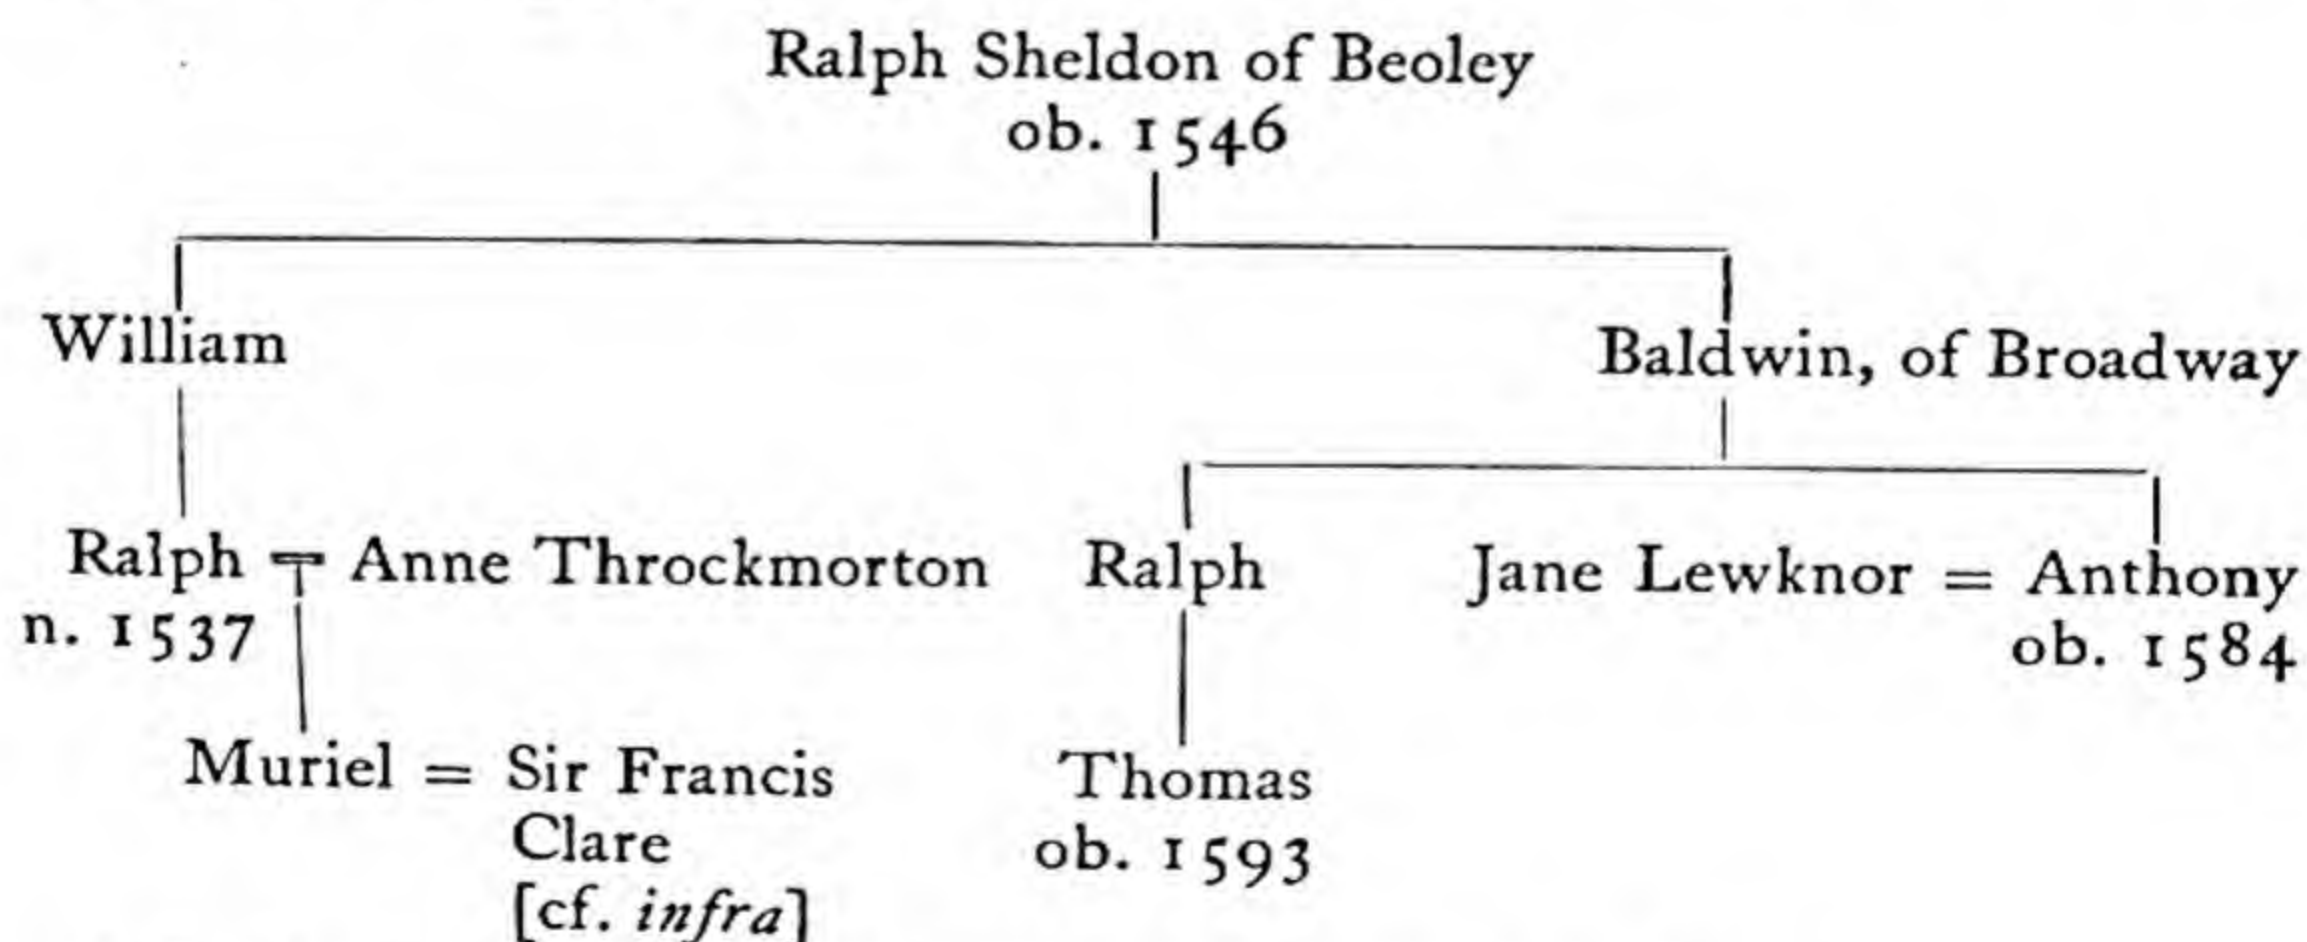 Ralph Sheldon of Beoley
ob. 1546
William
Baldwin, of Broadway
Ralph = Anne Throckmorton
n. 1537
Ralph
Jane Lewknor = Anthony
ob. 1584
Muriel = Sir Francis
Clare
[cf. infra]
Thomas
ob. 1593